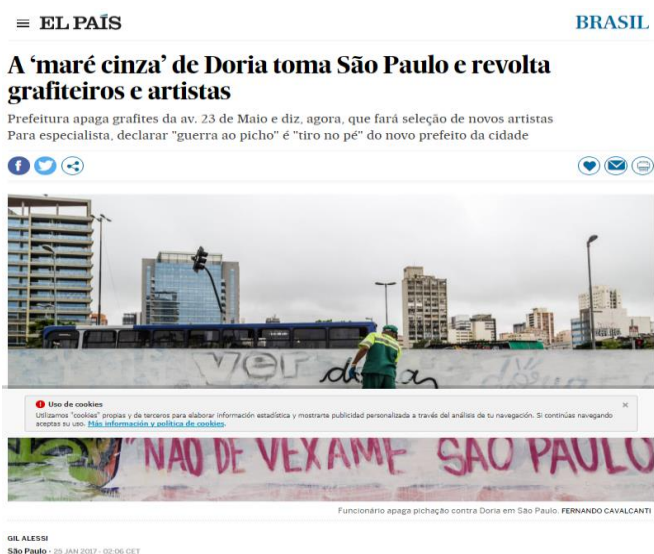 EL PAÍS
BRASIL
A ‘maré cinza’ de Doria toma São Paulo e revolta
grafiteiros e artistas
Prefeitura apaga grafites da av. 23 de Maio e diz, agora, que fará seleção de novos artistas
Para especialista, declarar "guerra ao picho" é "tiro no pé" do novo prefeito da cidade
ver
Uso de cookies
Utilizamos "cookies" propias y de terceros para elaborar información estadística y mostrarte publicidad personalizada a través del análisis de tu navegación. Si continúas navegando
aceptas su uso. Más información y política de cookies.
"NAO DE VEXAME SAO PAULO
Funcionário apaga pichação contra Doria em São Paulo. FERNANDO CAVALCANTI
GIL ALESSI
São Paulo - 25 JAN 2017 - 02:06 CET